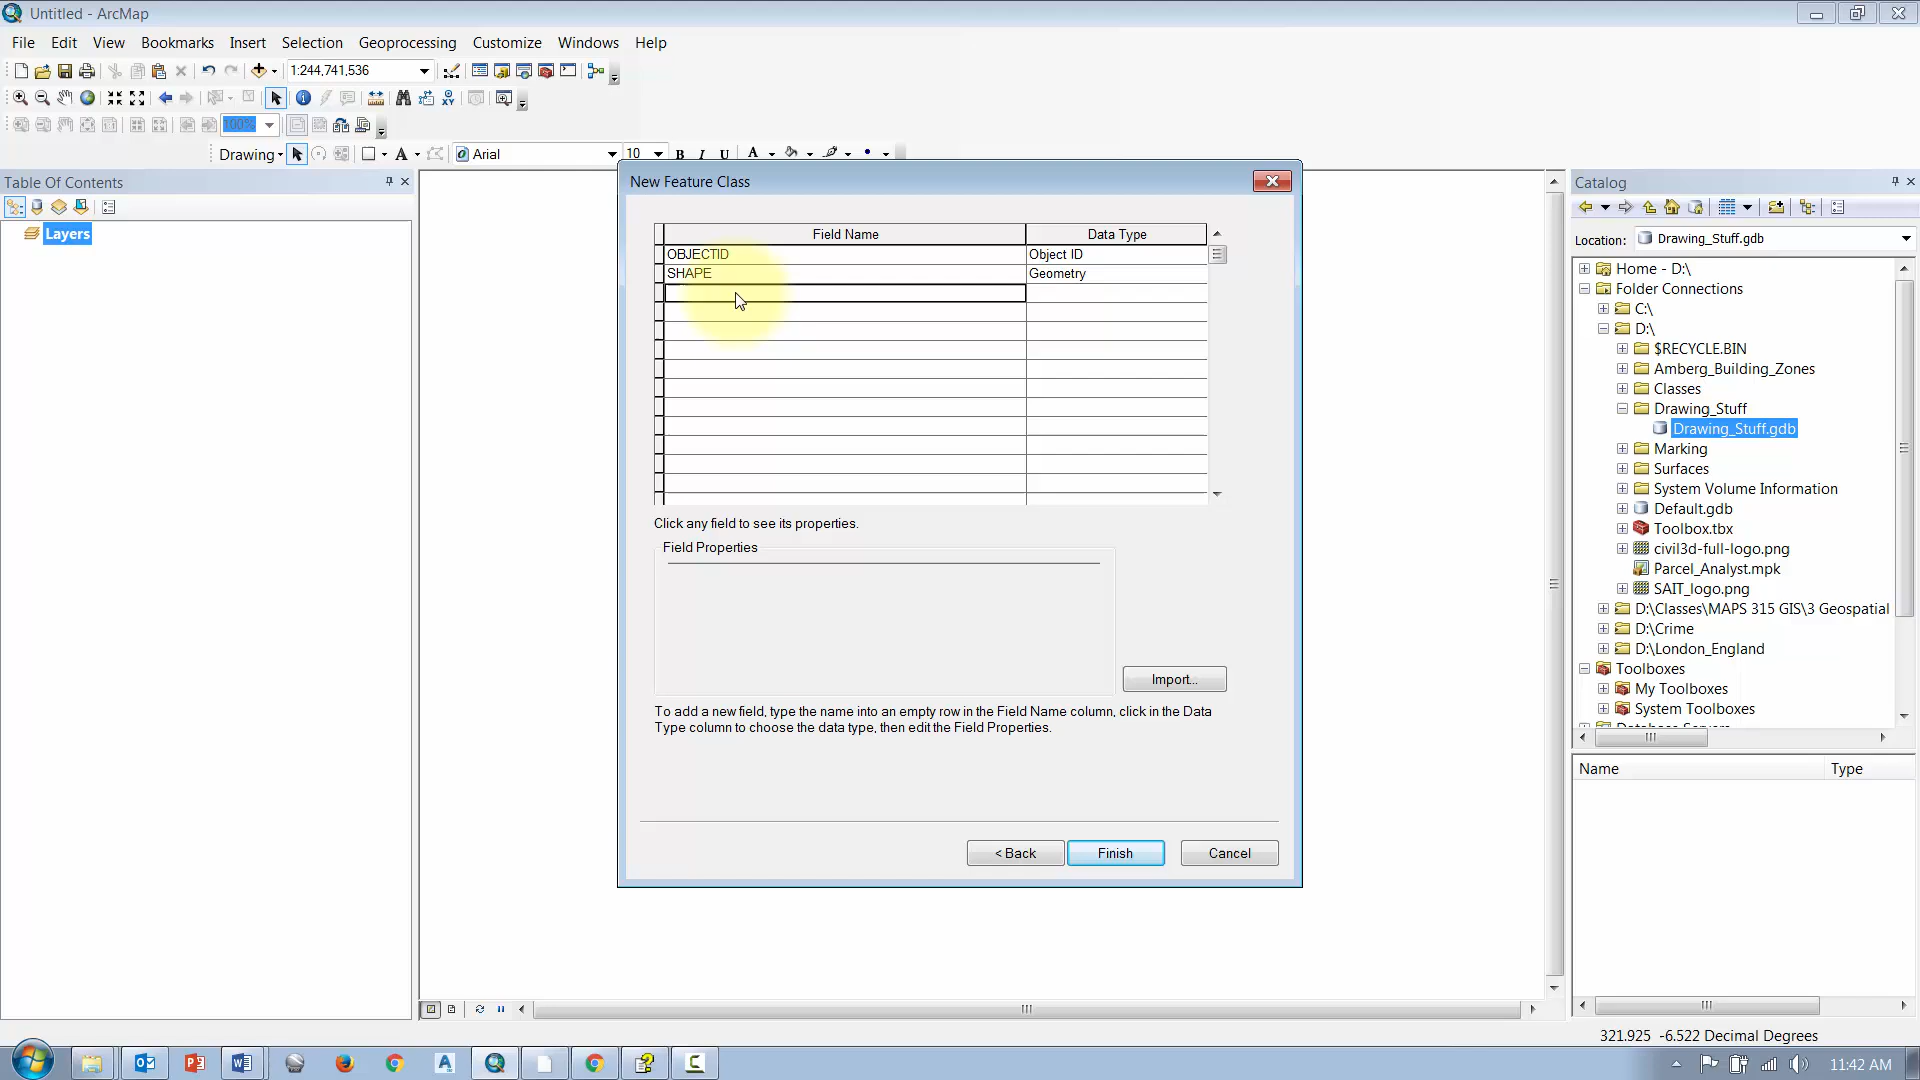 Untitled - ArcMap
File Edit View Bookmarks Insert Selection Geoprocessing Customize Windows Help
1:244,741,536
100%
Drawing Arial 10 B I U A
Table Of Contents
Layers
New Feature Class
Field Name Data Type
OBJECTID Object ID
SHAPE Geometry
Click any field to see its properties.
Field Properties
Import...
To add a new field, type the name into an empty row in the Field Name column, click in the Data
Type column to choose the data type, then edit the Field Properties.
< Back Finish Cancel
Catalog
Location: Drawing_Stuff.gdb
Home - D:\
Folder Connections
C:\
D:\
$RECYCLE.BIN
Amberg_Building_Zones
Classes
Drawing_Stuff
Drawing_Stuff.gdb
Marking
Surfaces
System Volume Information
Default.gdb
Toolbox.tbx
civil3d-full-logo.png
Parcel_Analyst.mpk
SAIT_logo.png
D:\Classes\MAPS 315 GIS\3 Geospatial
D:\Crime
D:\London_England
Toolboxes
My Toolboxes
System Toolboxes
Name Type
321.925 -6.522 Decimal Degrees
11:42 AM